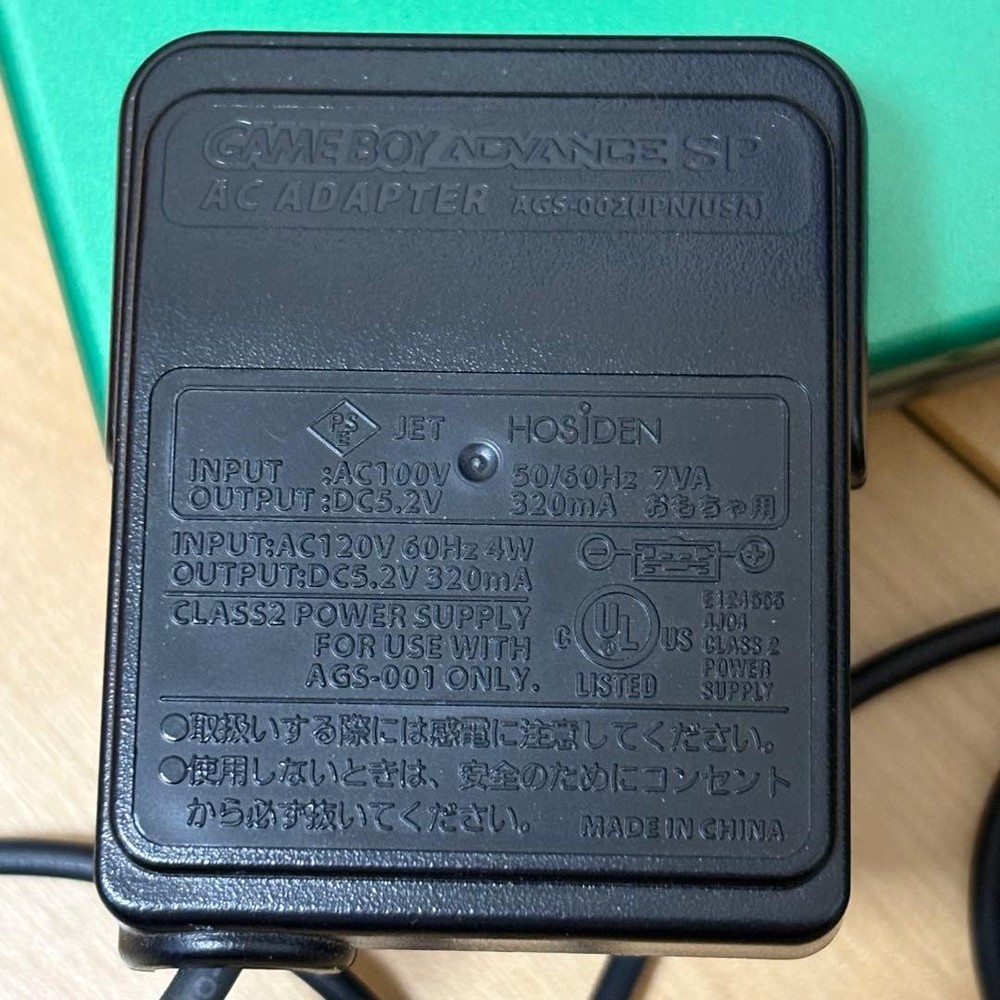 GAME BOY ADVANCE SP
AC ADAPTER AGS-002(JPN/USA)
PSE JET HOSiDEN
INPUT :AC100V 50/60Hz 7VA
OUTPUT :DC5.2V 320mA おもちゃ用
INPUT:AC120V 60Hz 4W
OUTPUT:DC5.2V 320mA
CLASS2 POWER SUPPLY
FOR USE WITH
AGS-001 ONLY.
C UL US
LISTED
E124665
4J04
CLASS 2
POWER
SUPPLY
●取扱いする際には感電に注意してください。
●使用しないときは、安全のためにコンセント
から必ず抜いてください。
MADE IN CHINA